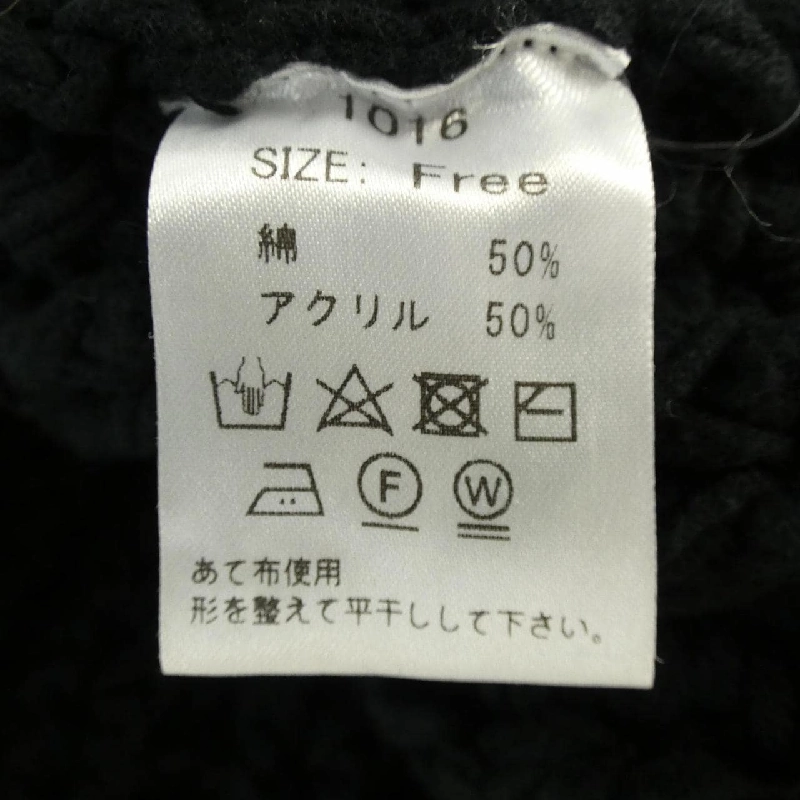 1016
SIZE: Free
綿 50%
アクリル 50%
F W
あて布使用
形を整えて平干しして下さい。